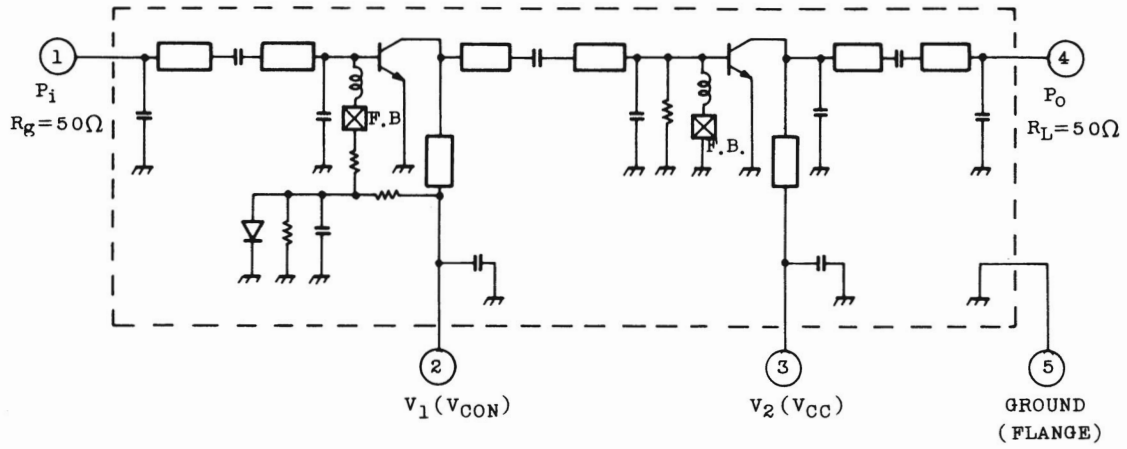 1
Pi
Rg=50Ω
F.B
F.B.
4
Po
RL=50Ω
2
V1(VCON)
3
V2(VCC)
5
GROUND
(FLANGE)